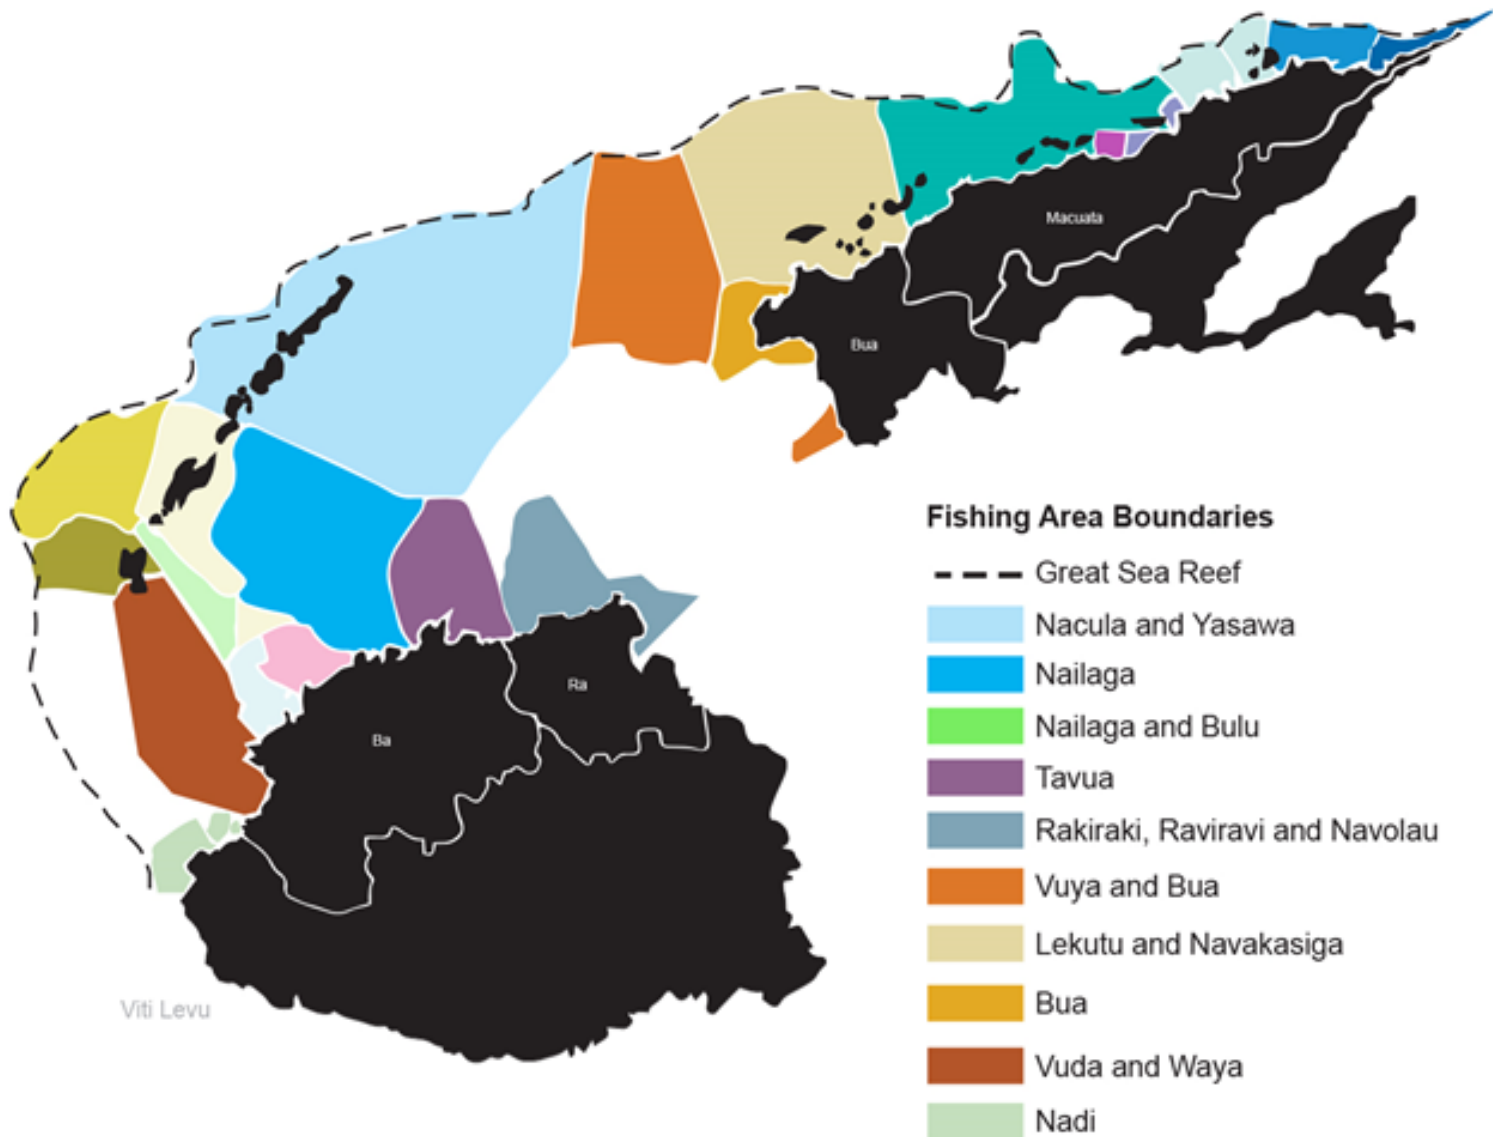 Macuata
Bua
Ra
Ba
Viti Levu
Fishing Area Boundaries
Great Sea Reef
Nacula and Yasawa
Nailaga
Nailaga and Bulu
Tavua
Rakiraki, Raviravi and Navolau
Vuya and Bua
Lekutu and Navakasiga
Bua
Vuda and Waya
Nadi